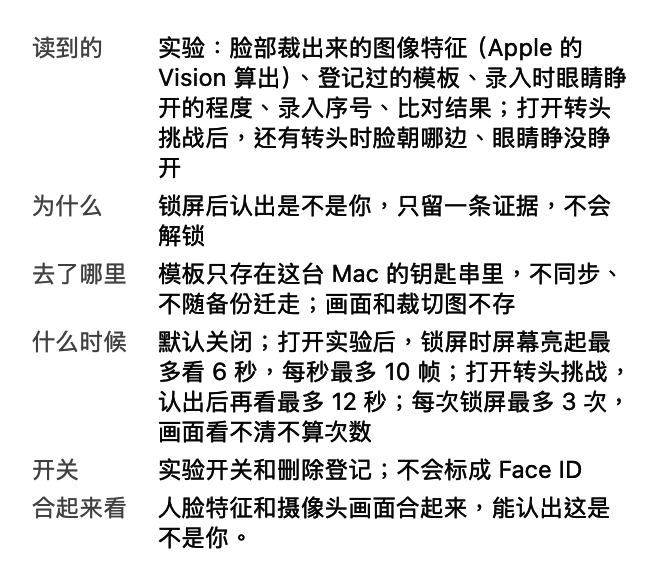 读到的 实验：脸部裁出来的图像特征（Apple 的
Vision 算出）、登记过的模板、录入时眼睛睁
开的程度、录入序号、比对结果；打开转头
挑战后，还有转头时脸朝哪边、眼睛睁没睁
开
为什么 锁屏后认出是不是你，只留一条证据，不会
解锁
去了哪里 模板只存在这台 Mac 的钥匙串里，不同步、
不随备份迁走；画面和裁切图不存
什么时候 默认关闭；打开实验后，锁屏时屏幕亮起最
多看 6 秒，每秒最多 10 帧；打开转头挑战，
认出后再看最多 12 秒；每次锁屏最多 3 次，
画面看不清不算次数
开关 实验开关和删除登记；不会标成 Face ID
合起来看 人脸特征和摄像头画面合起来，能认出这是
不是你。